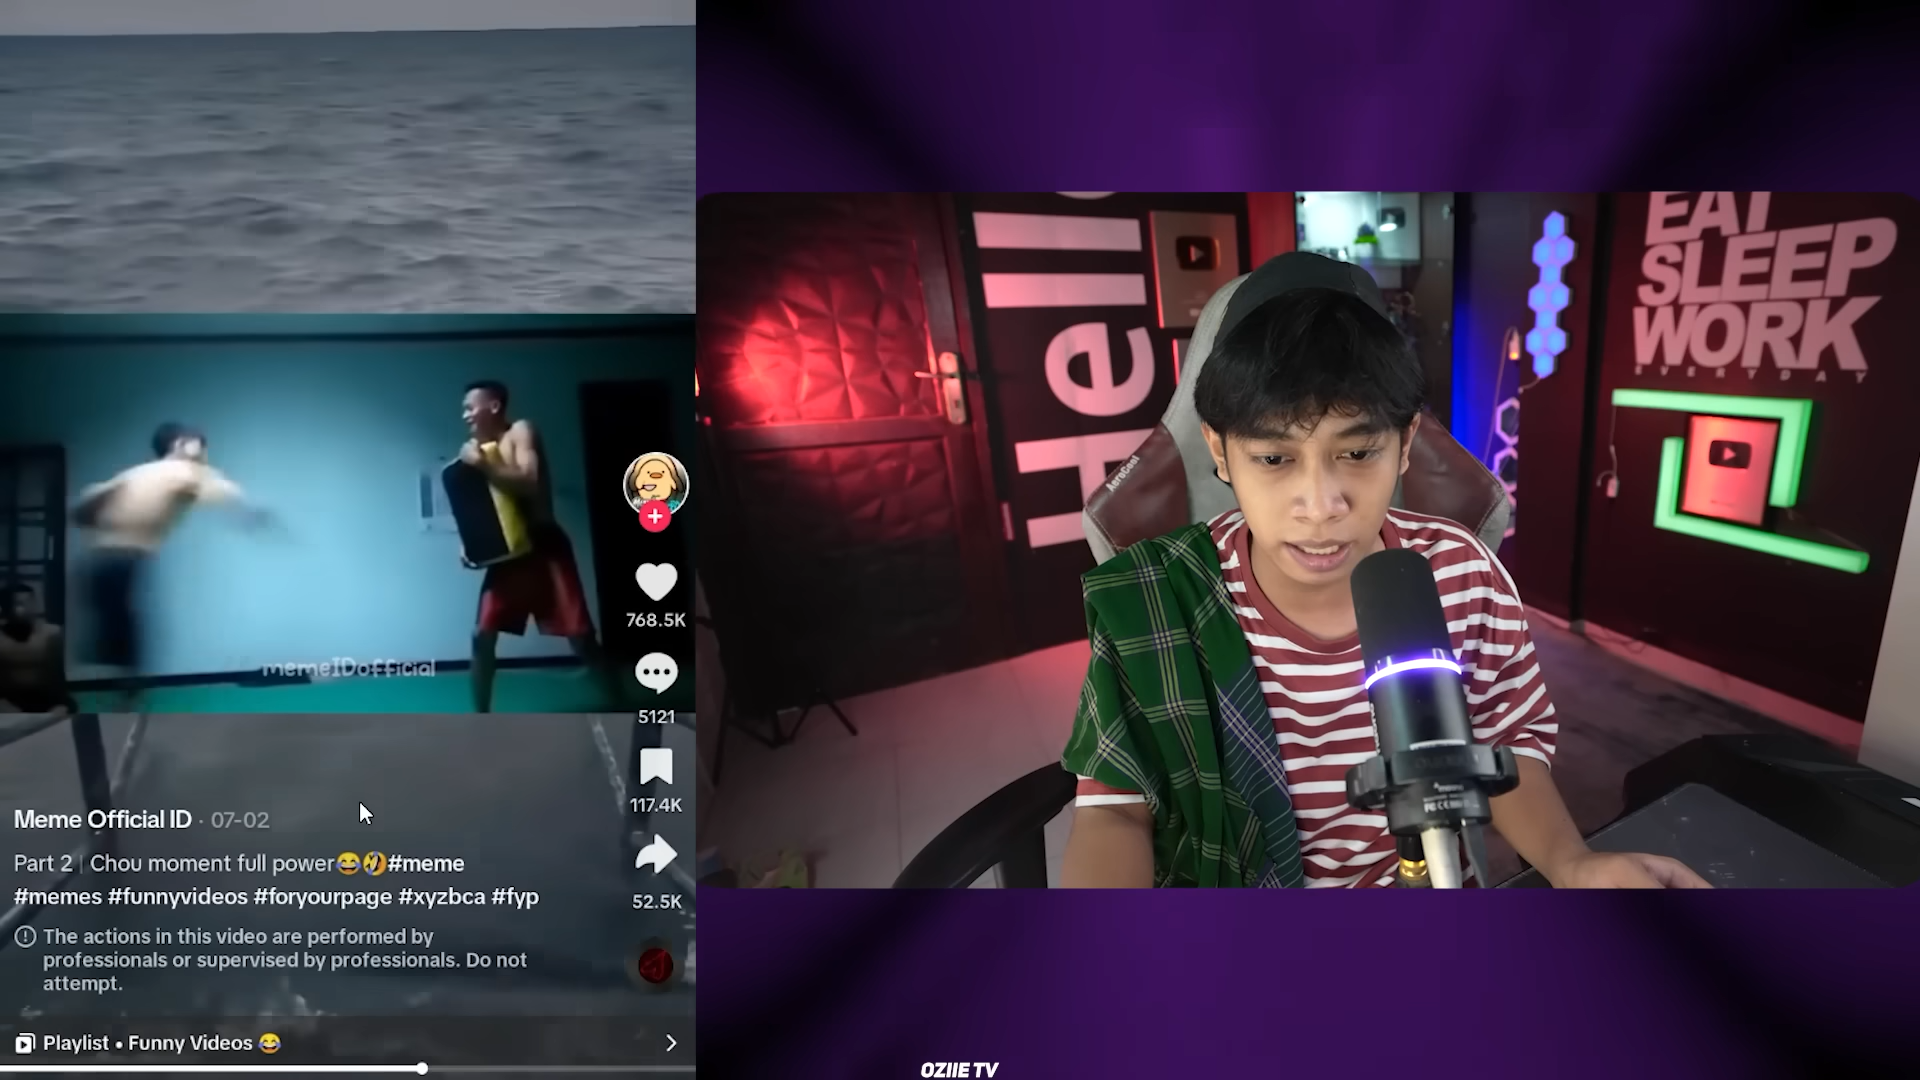 memeIDofficial
768.5K
5121
117.4K
52.5K
Meme Official ID · 07-02
Part 2 | Chou moment full power😂🤣#meme
#memes #funnyvideos #foryourpage #xyzbca #fyp
The actions in this video are performed by
professionals or supervised by professionals. Do not
attempt.
Playlist • Funny Videos 😂
Hello
AeroCool
EAT
SLEEP
WORK
EVERYDAY
OZIIE TV